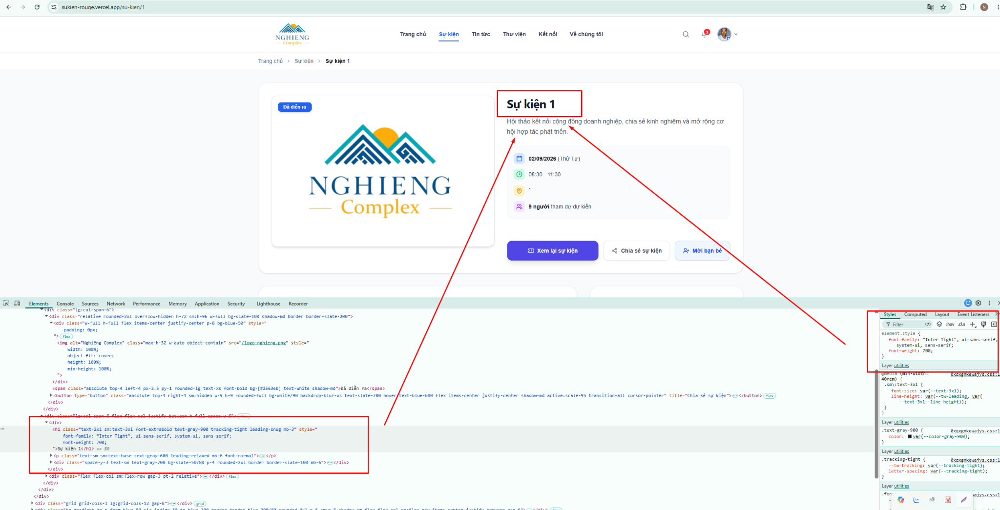 sukien-rouge.vercel.app/su-kien/1
N
NGHIENG
Complex
Trang chủ
Sự kiện
Tin tức
Thư viện
Kết nối
Về chúng tôi
3
Trang chủ > Sự kiện > Sự kiện 1
Đã diễn ra
NGHIENG
Complex
Sự kiện 1
Hội thảo kết nối cộng đồng doanh nghiệp, chia sẻ kinh nghiệm và mở rộng cơ
hội hợp tác phát triển.
02/09/2026 (Thứ Tư)
08:30 - 11:30
-
9 người tham dự dự kiến
Xem lại sự kiện
Chia sẻ sự kiện
Mời bạn bè
Elements Console Sources Network Performance Memory Application Security Lighthouse Recorder
<div class="lg:col-span-6">
<div class="relative rounded-2xl overflow-hidden h-72 sm:h-96 w-full bg-slate-100 shadow-md border border-slate-200">
<div class="w-full h-full flex items-center justify-center p-8 bg-blue-50" style="
padding: 0px;
"> flex
<img alt="Nghiêng Complex" class="max-h-32 w-auto object-contain" src="/logo-nghieng.png" style="
width: 100%;
object-fit: cover;
height: 100%;
min-height: 100%;
">
</div>
<span class="absolute top-4 left-4 px-3.5 py-1 rounded-lg text-xs font-bold bg-[#2563eb] text-white shadow-md">Đã diễn ra</span>
<button type="button" class="absolute top-4 right-4 sm:hidden w-9 h-9 rounded-full bg-white/90 backdrop-blur-xs text-slate-700 hover:text-blue-600 flex items-center justify-center shadow-md active:scale-95 transition-all cursor-pointer" title="Chia sẻ sự kiện">…</button> flex
</div>
</div>
<div class="lg:col-span-6 flex flex-col justify-between h-full space-y-6">
<div>
<h1 class="text-2xl sm:text-3xl font-extrabold text-gray-900 tracking-tight leading-snug mb-3" style="
font-family: "Inter Tight", ui-sans-serif, system-ui, sans-serif;
font-weight: 700;
">Sự kiện 1</h1> == $0
<p class="text-sm sm:text-base text-gray-600 leading-relaxed mb-6 font-normal">…</p>
<div class="space-y-3 text-sm text-gray-700 bg-slate-50/80 p-4 rounded-2xl border border-slate-100 mb-6">…</div>
</div>
<div class="flex flex-col sm:flex-row gap-3 pt-2 relative">…</div> flex
</div>
</div>
</div>
<div class="grid grid-cols-1 lg:grid-cols-12 gap-8">…</div> grid
Styles Computed Layout Event Listeners
Filter :hov .cls
element.style {
font-family: "Inter Tight", ui-sans-serif,
system-ui, sans-serif;
font-weight: 700;
}
Layer utilities
@media (min-width: 0xqxgnkewajys.css:1
40rem) {
.sm\:text-3xl {
font-size: var(--text-3xl);
line-height: var(--tw-leading, var(
--text-3xl--line-height));
}
}
Layer utilities
.text-gray-900 { 0xqxgnkewajys.css:1
color: var(--color-gray-900);
}
Layer utilities
.tracking-tight { 0xqxgnkewajys.css:1
--tw-tracking: var(--tracking-tight);
letter-spacing: var(--tracking-tight);
}
Layer utilities